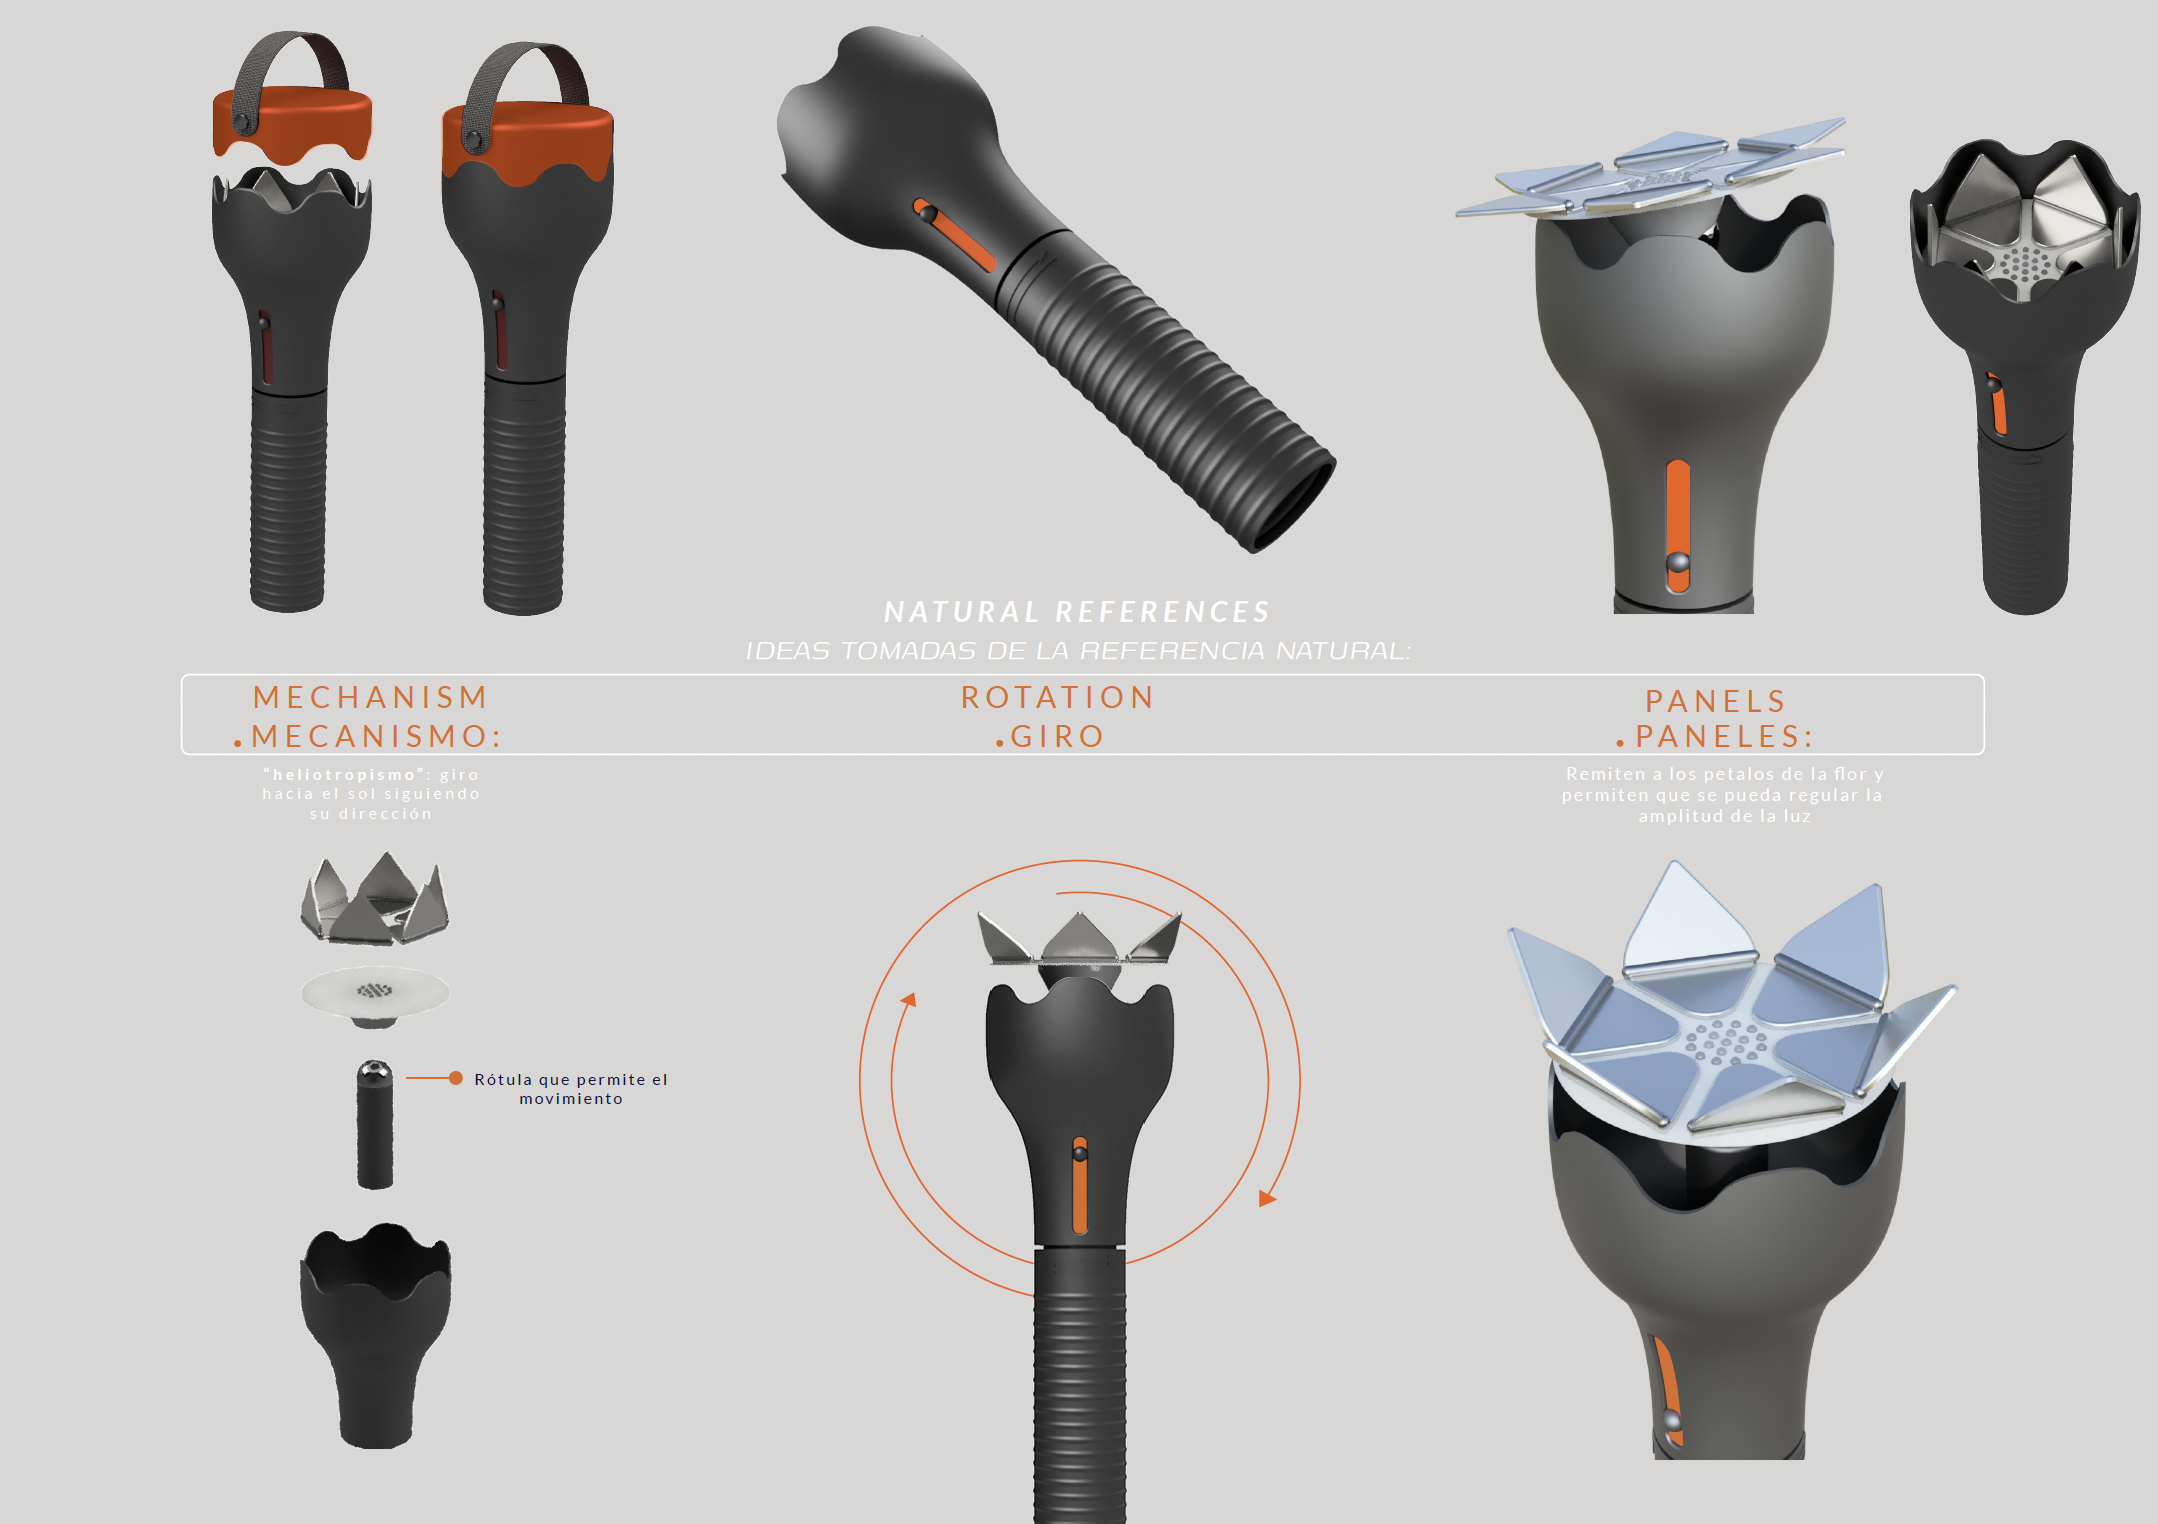 NATURAL REFERENCES
IDEAS TOMADAS DE LA REFERENCIA NATURAL:
MECHANISM
.MECANISMO:
"heliotropismo": giro
hacia el sol siguiendo
su dirección
ROTATION
.GIRO
PANELS
.PANELES:
Remiten a los petalos de la flor y
permiten que se pueda regular la
amplitud de la luz
Rótula que permite el
movimiento